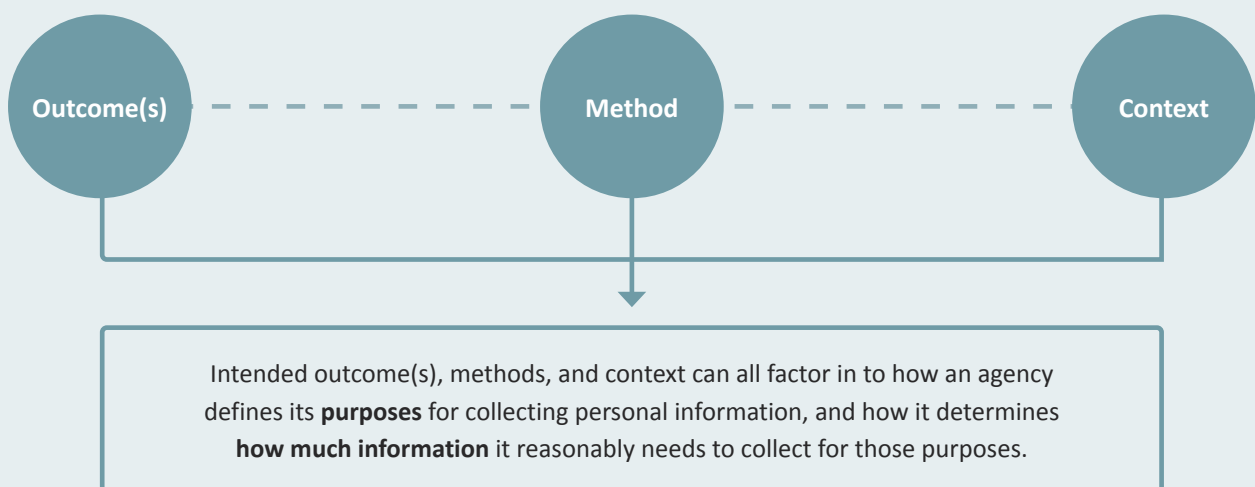 Outcome(s)
Method
Context
Intended outcome(s), methods, and context can all factor in to how an agency
defines its purposes for collecting personal information, and how it determines
how much information it reasonably needs to collect for those purposes.